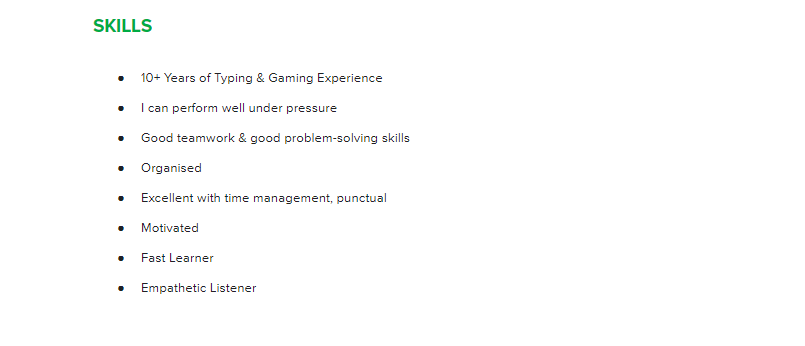 SKILLS
● 10+ Years of Typing & Gaming Experience
● I can perform well under pressure
● Good teamwork & good problem-solving skills
● Organised
● Excellent with time management, punctual
● Motivated
● Fast Learner
● Empathetic Listener